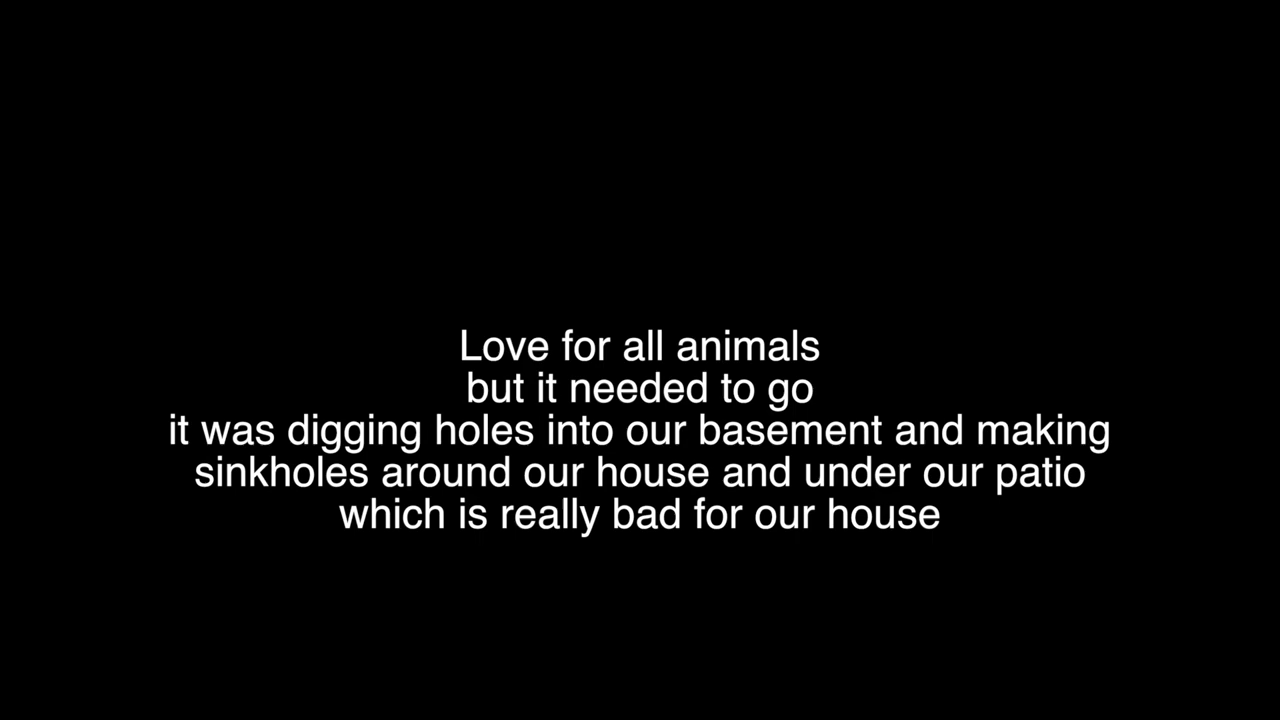 Love for all animals
but it needed to go
it was digging holes into our basement and making
sinkholes around our house and under our patio
which is really bad for our house